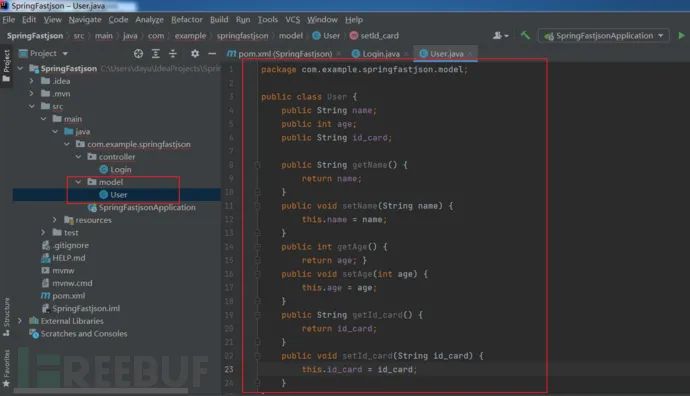 SpringFastjson – User.java
File Edit View Navigate Code Analyze Refactor Build Run Tools VCS Window Help
SpringFastjson src main java com example springfastjson model User setId_card
SpringFastjsonApplication
Project
pom.xml (SpringFastjson) Login.java User.java
SpringFastjson C:\Users\dayu\IdeaProjects\Sprin
.idea
.mvn
src
main
java
com.example.springfastjson
controller
Login
model
User
SpringFastjsonApplication
resources
test
.gitignore
HELP.md
mvnw
mvnw.cmd
pom.xml
SpringFastjson.iml
External Libraries
Scratches and Consoles
Project
Structure
Favorites
1 package com.example.springfastjson.model;
2
3 public class User {
4 public String name;
5 public int age;
6 public String id_card;
7
8 public String getName() {
9 return name;
10 }
11 public void setName(String name) {
12 this.name = name;
13 }
14 public int getAge() {
15 return age; }
16 public void setAge(int age) {
17 this.age = age;
18 }
19 public String getId_card() {
20 return id_card;
21 }
22 public void setId_card(String id_card) {
23 this.id_card = id_card;
24 }
FREEBUF